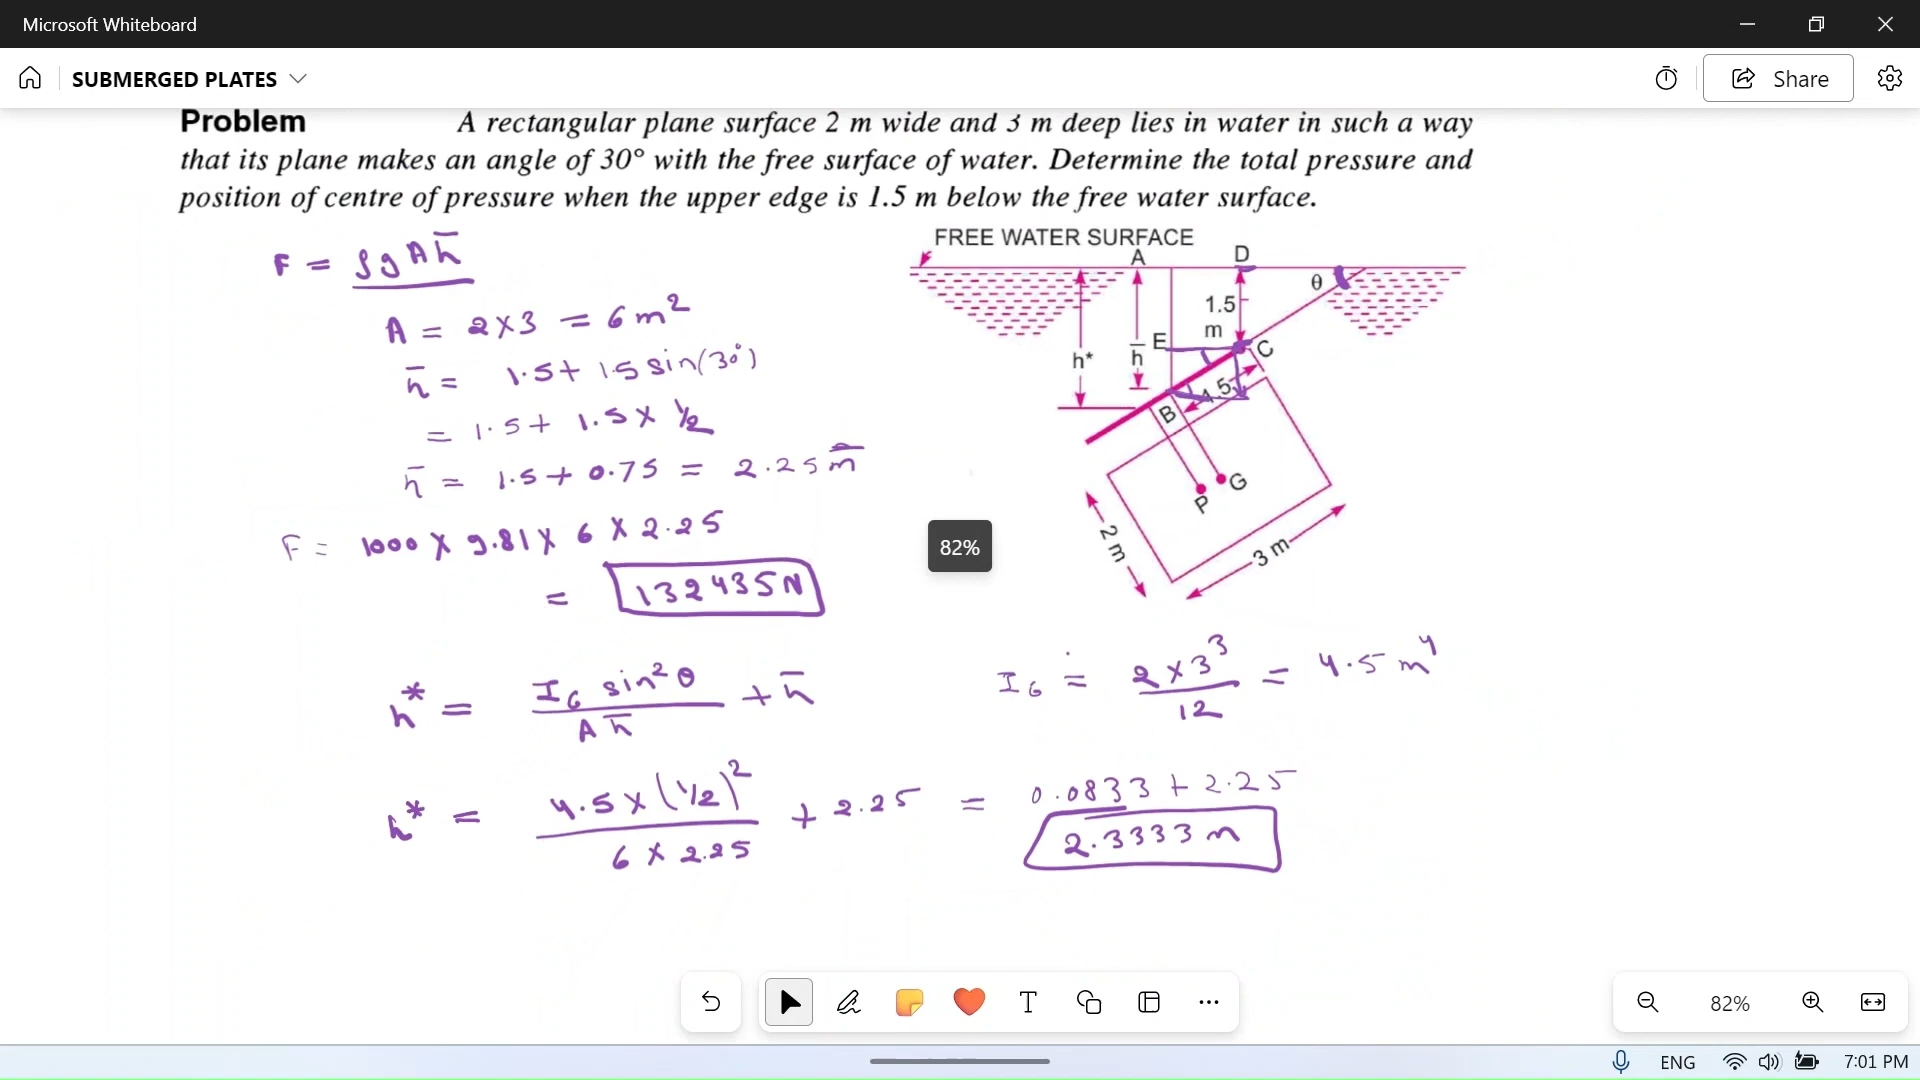 Microsoft Whiteboard
SUBMERGED PLATES
Share
Problem A rectangular plane surface 2 m wide and 3 m deep lies in water in such a way
that its plane makes an angle of 30° with the free surface of water. Determine the total pressure and
position of centre of pressure when the upper edge is 1.5 m below the free water surface.
F = ρgAh̅
A = 2×3 = 6m²
h̅ = 1.5+ 1.5 sin(30°)
= 1.5+ 1.5× ½
h̅ = 1.5+0.75 = 2.25m
F = 1000 × 9.81 × 6 × 2.25
= 132435N
FREE WATER SURFACE
A
D
θ
1.5
m
E
C
h*
h̅
1.5
B
G
P
2 m
3 m
82%
h* = I_G sin²θ / Ah̅ + h̅
I_G = 2×3³ / 12 = 4.5 m⁴
h* = 4.5×(1/2)² / 6×2.25 + 2.25 = 0.0833 + 2.25
2.3333 m
82%
ENG
7:01 PM